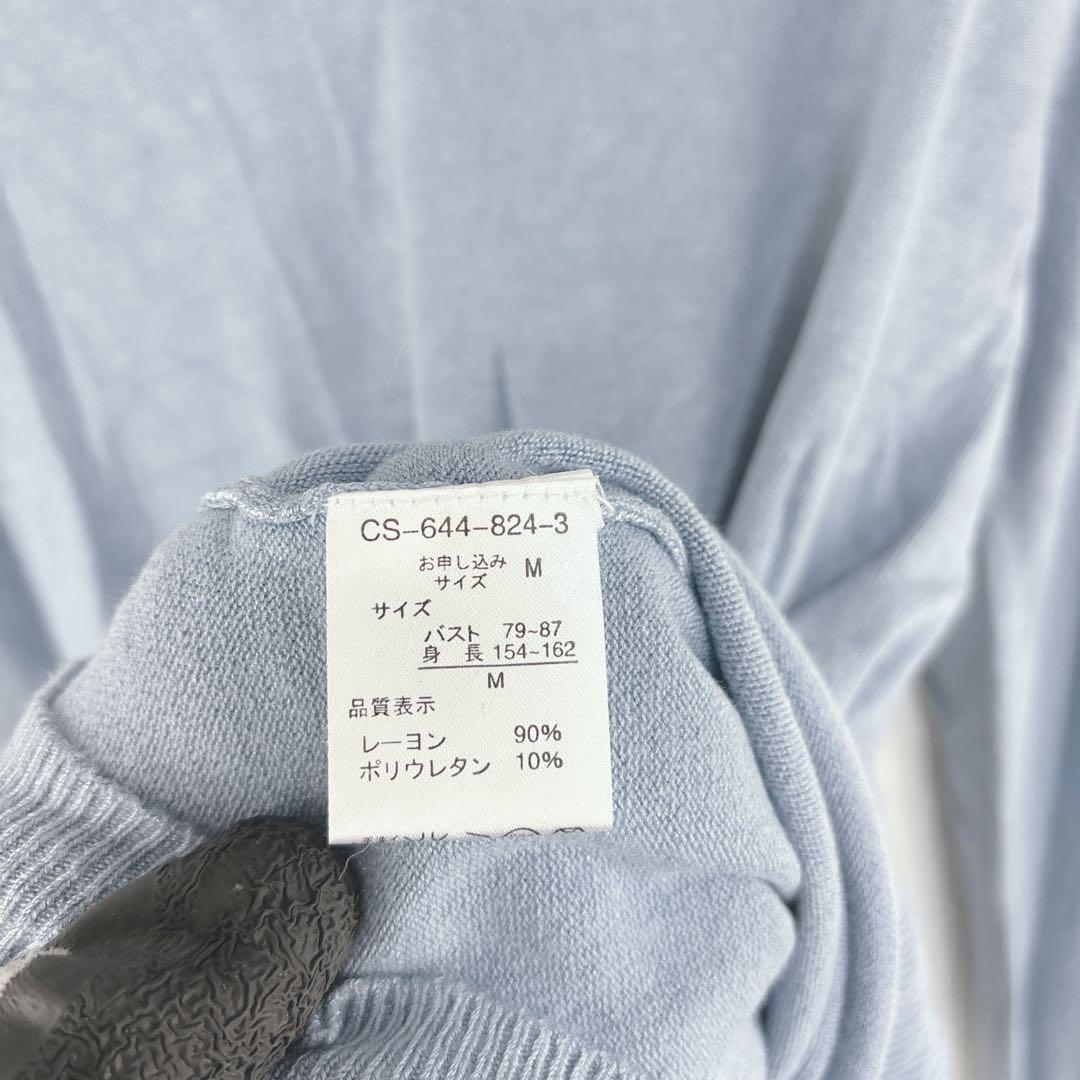 CS-644-824-3
お申し込み
サイズ M
サイズ
バスト 79~87
身 長 154~162
M
品質表示
レーヨン 90%
ポリウレタン 10%